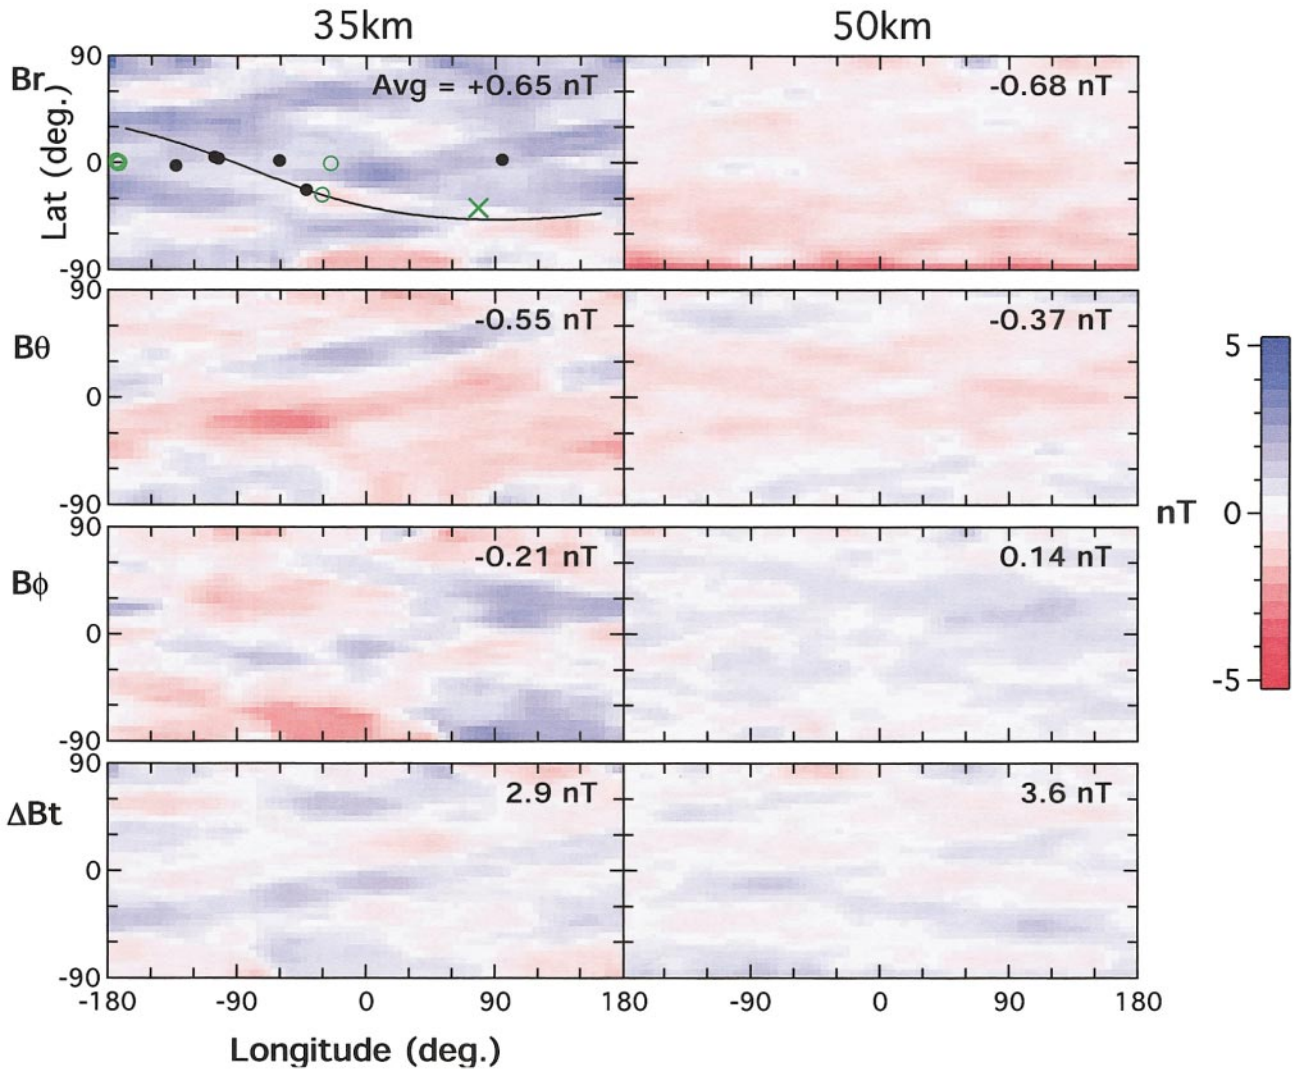 35km 50km
Br Lat (deg.) 90 Avg = +0.65 nT -0.68 nT
0
-90
90 -0.55 nT -0.37 nT
Bθ 5
0
-90 nT 0
90 -0.21 nT 0.14 nT
Bϕ
0
-90 -5
90 2.9 nT 3.6 nT
ΔBt
0
-90
-180 -90 0 90 180 -90 0 90 180
Longitude (deg.)